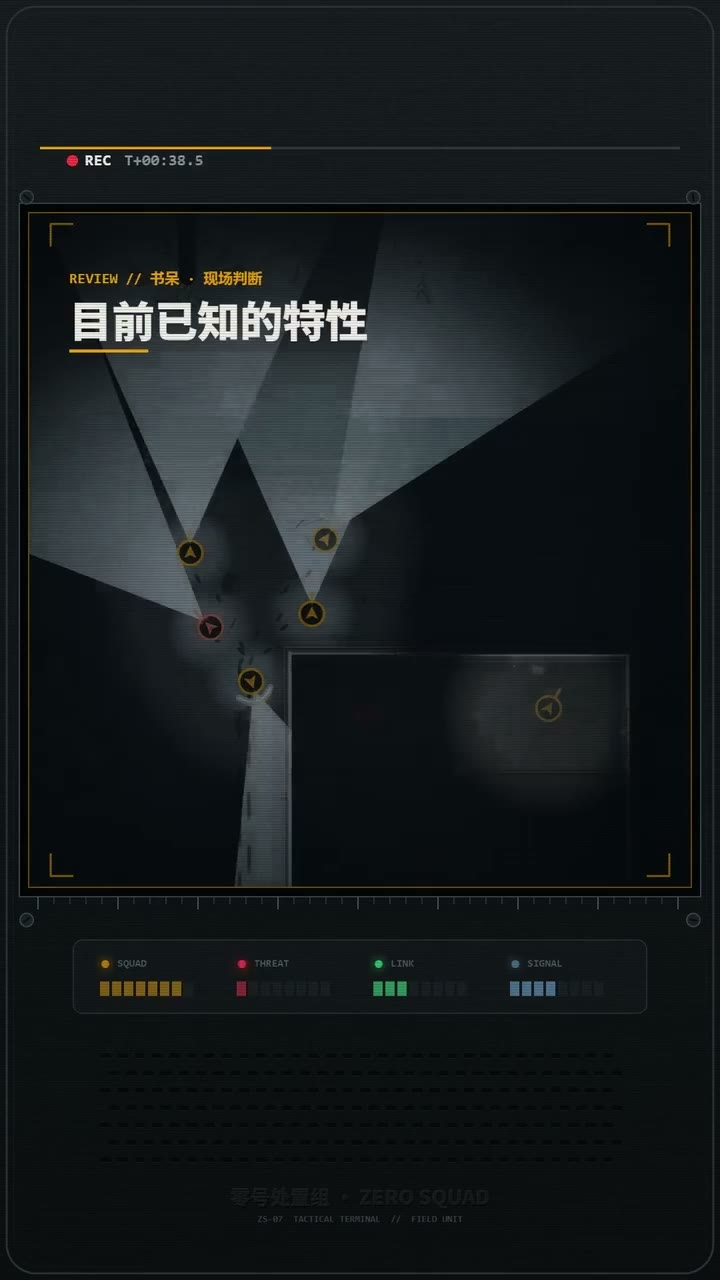 REC T+00:38.5
REVIEW // 书呆 · 现场判断
目前已知的特性
SQUAD THREAT LINK SIGNAL
零号处置组 · ZERO SQUAD
ZS-07 TACTICAL TERMINAL // FIELD UNIT